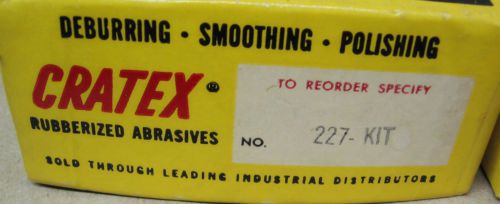 DEBURRING • SMOOTHING • POLISHING
CRATEX®
RUBBERIZED ABRASIVES
TO REORDER SPECIFY
NO. 227- KIT
SOLD THROUGH LEADING INDUSTRIAL DISTRIBUTORS